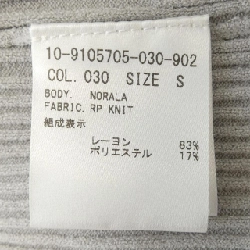 10-9105705-030-902
COL. 030 SIZE S
BODY. NORALA
FABRIC. RP KNIT
組成表示
レーヨン 83%
ポリエステル 17%